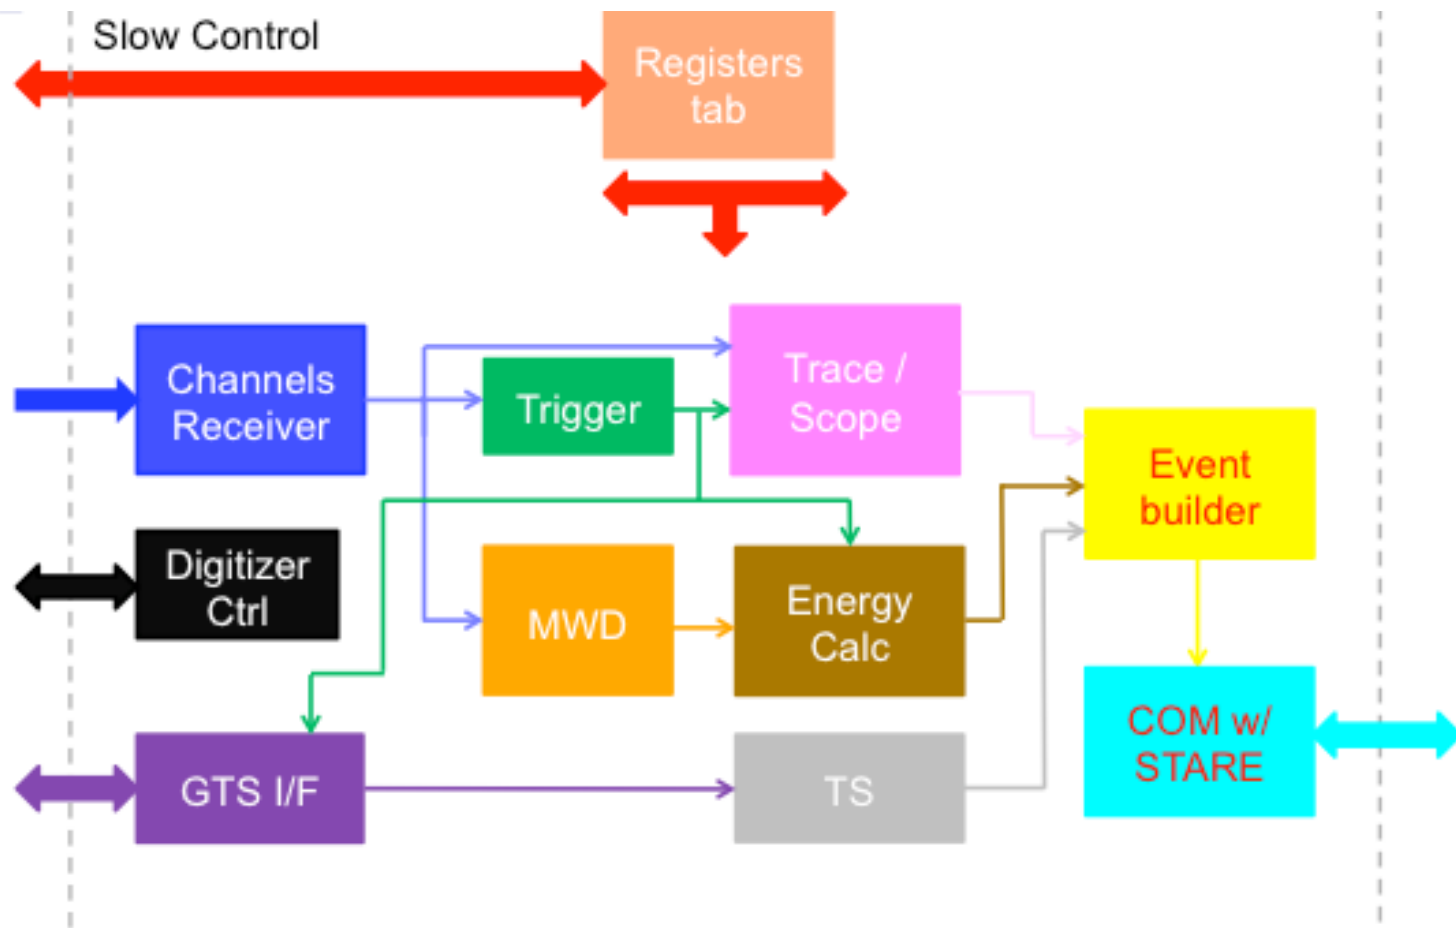 Slow Control
Registers
tab
Channels
Receiver
Trigger
Trace /
Scope
Event
builder
Digitizer
Ctrl
MWD
Energy
Calc
COM w/
STARE
GTS I/F
TS